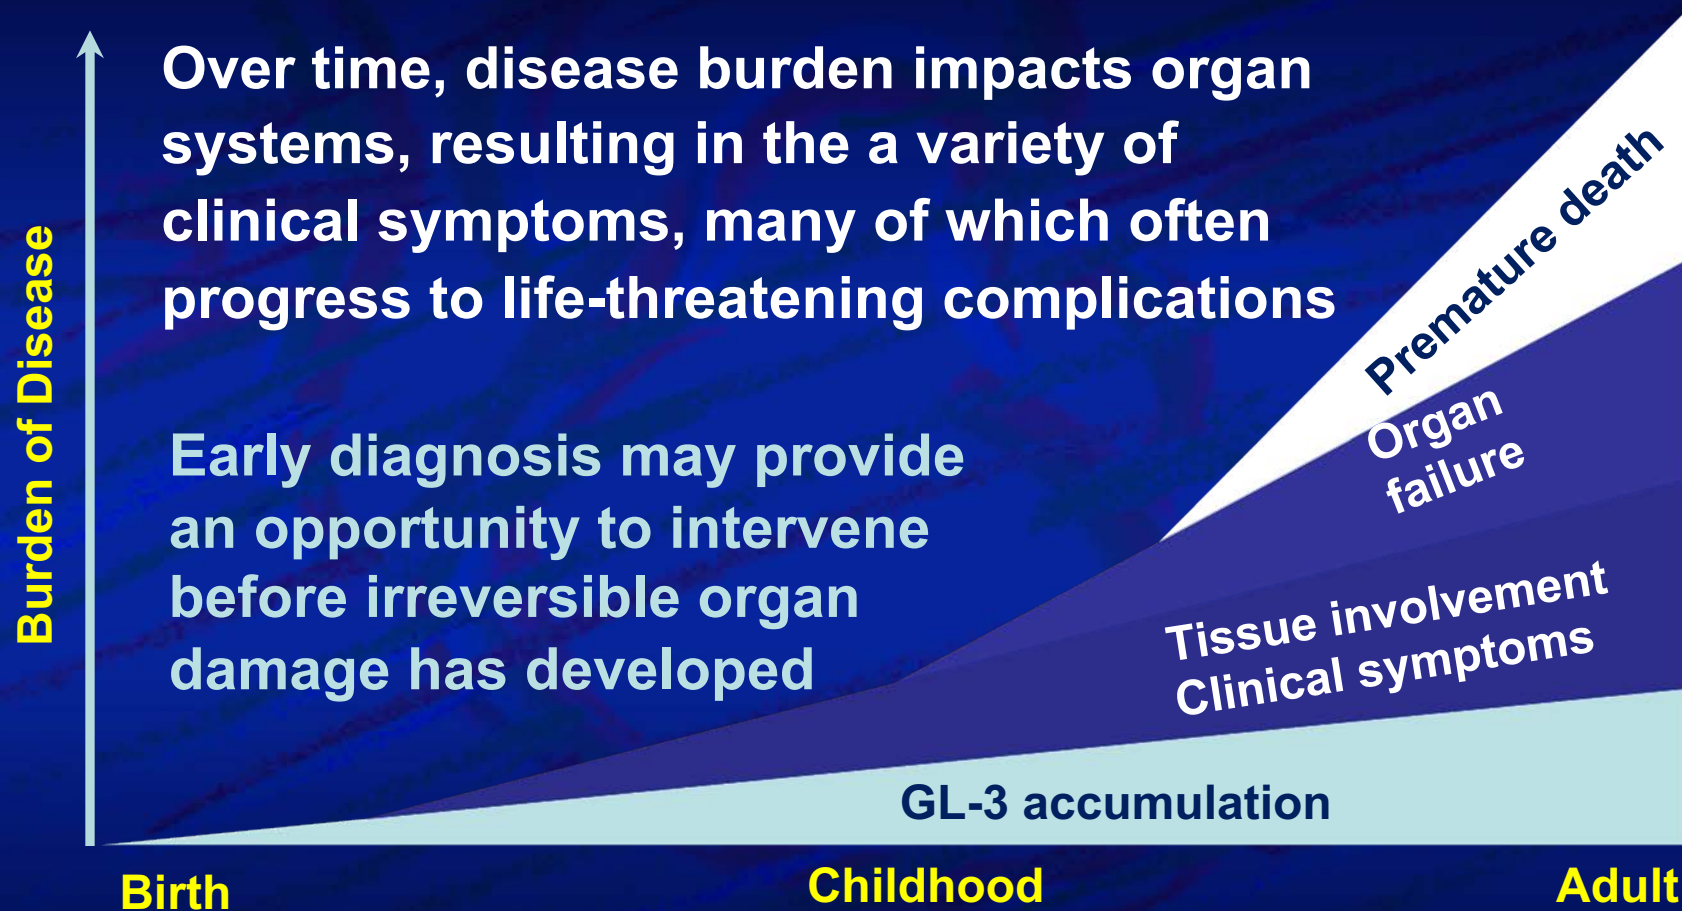 Over time, disease burden impacts organ
systems, resulting in the a variety of
clinical symptoms, many of which often
progress to life-threatening complications
Early diagnosis may provide
an opportunity to intervene
before irreversible organ
damage has developed
Burden of Disease
Premature death
Organ
failure
Tissue involvement
Clinical symptoms
GL-3 accumulation
Birth
Childhood
Adult